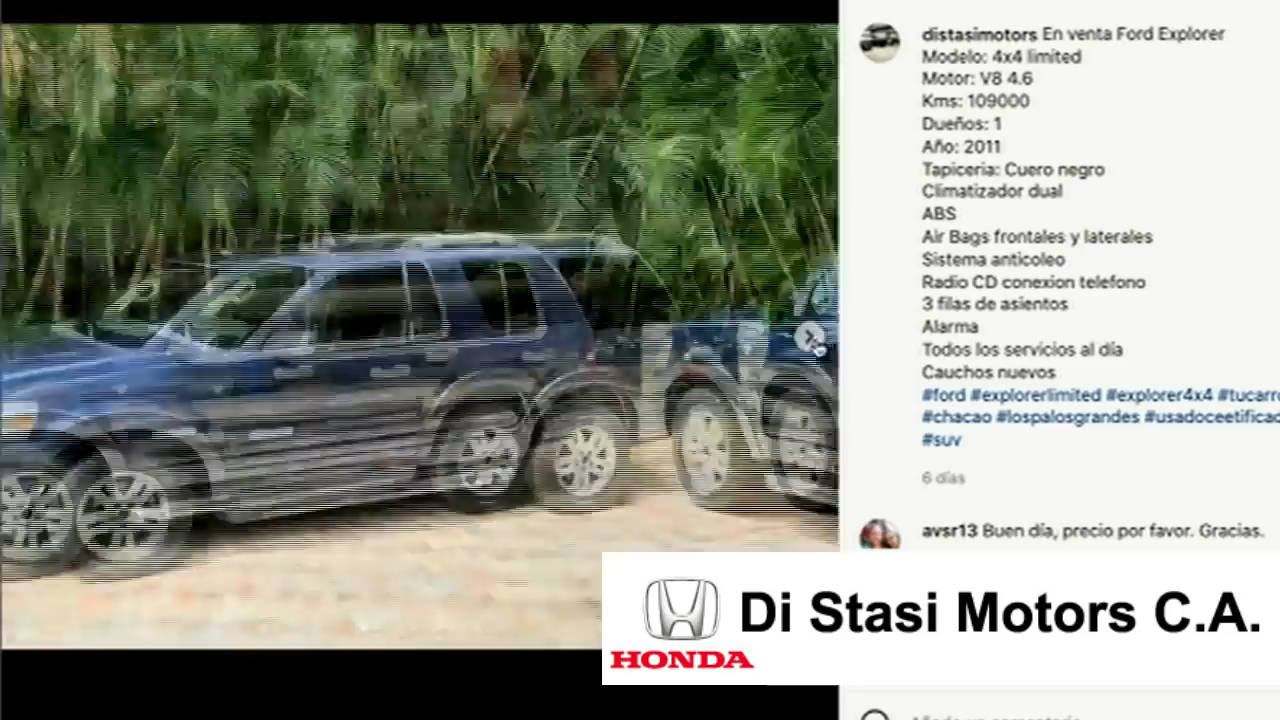 distasimotors En venta Ford Explorer
Modelo: 4x4 limited
Motor: V8 4.6
Kms: 109000
Dueños: 1
Año: 2011
Tapiceria: Cuero negro
Climatizador dual
ABS
Air Bags frontales y laterales
Sistema anticoleo
Radio CD conexion telefono
3 filas de asientos
Alarma
Todos los servicios al día
Cauchos nuevos
#ford #explorerlimited #explorer4x4 #tucarro
#chacao #lospalosgrandes #usadoceetificad
#suv
6 días
avsr13 Buen día, precio por favor. Gracias.
Di Stasi Motors C.A.
HONDA